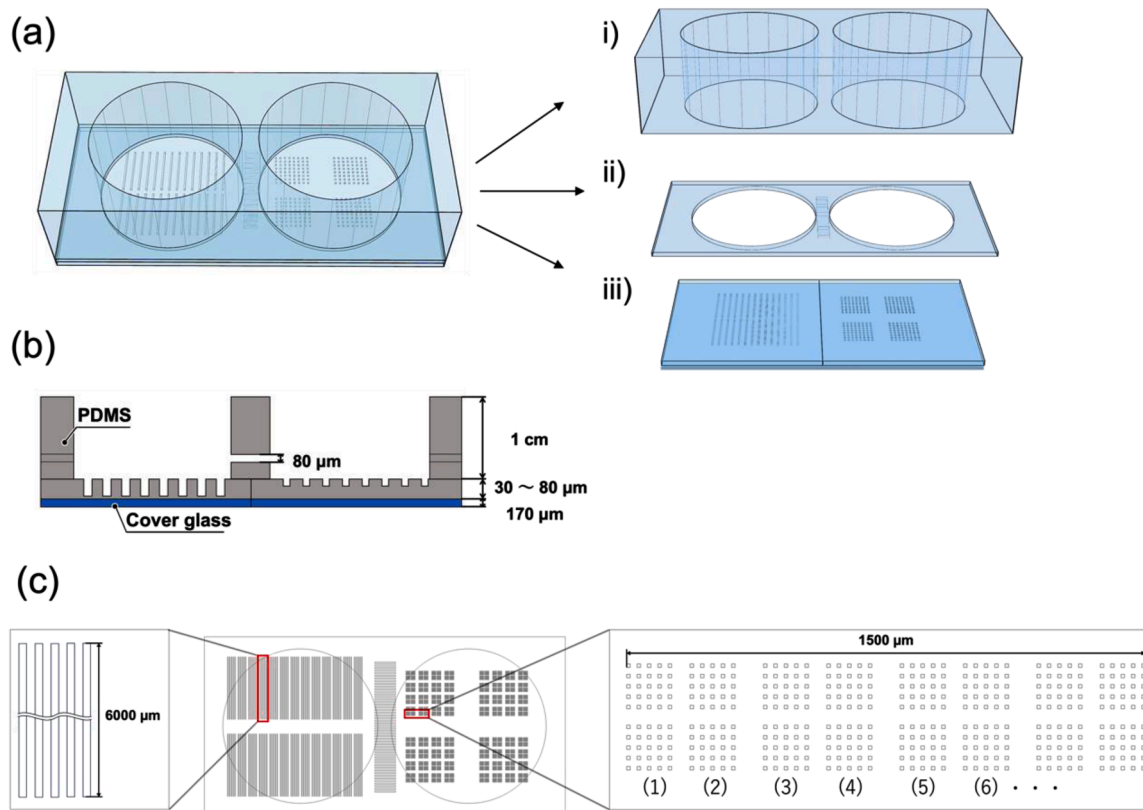 (a)
i)
ii)
iii)
(b)
PDMS
80 μm
1 cm
30 ～ 80 μm
170 μm
Cover glass
(c)
6000 μm
1500 μm
(1) (2) (3) (4) (5) (6) ・ ・ ・